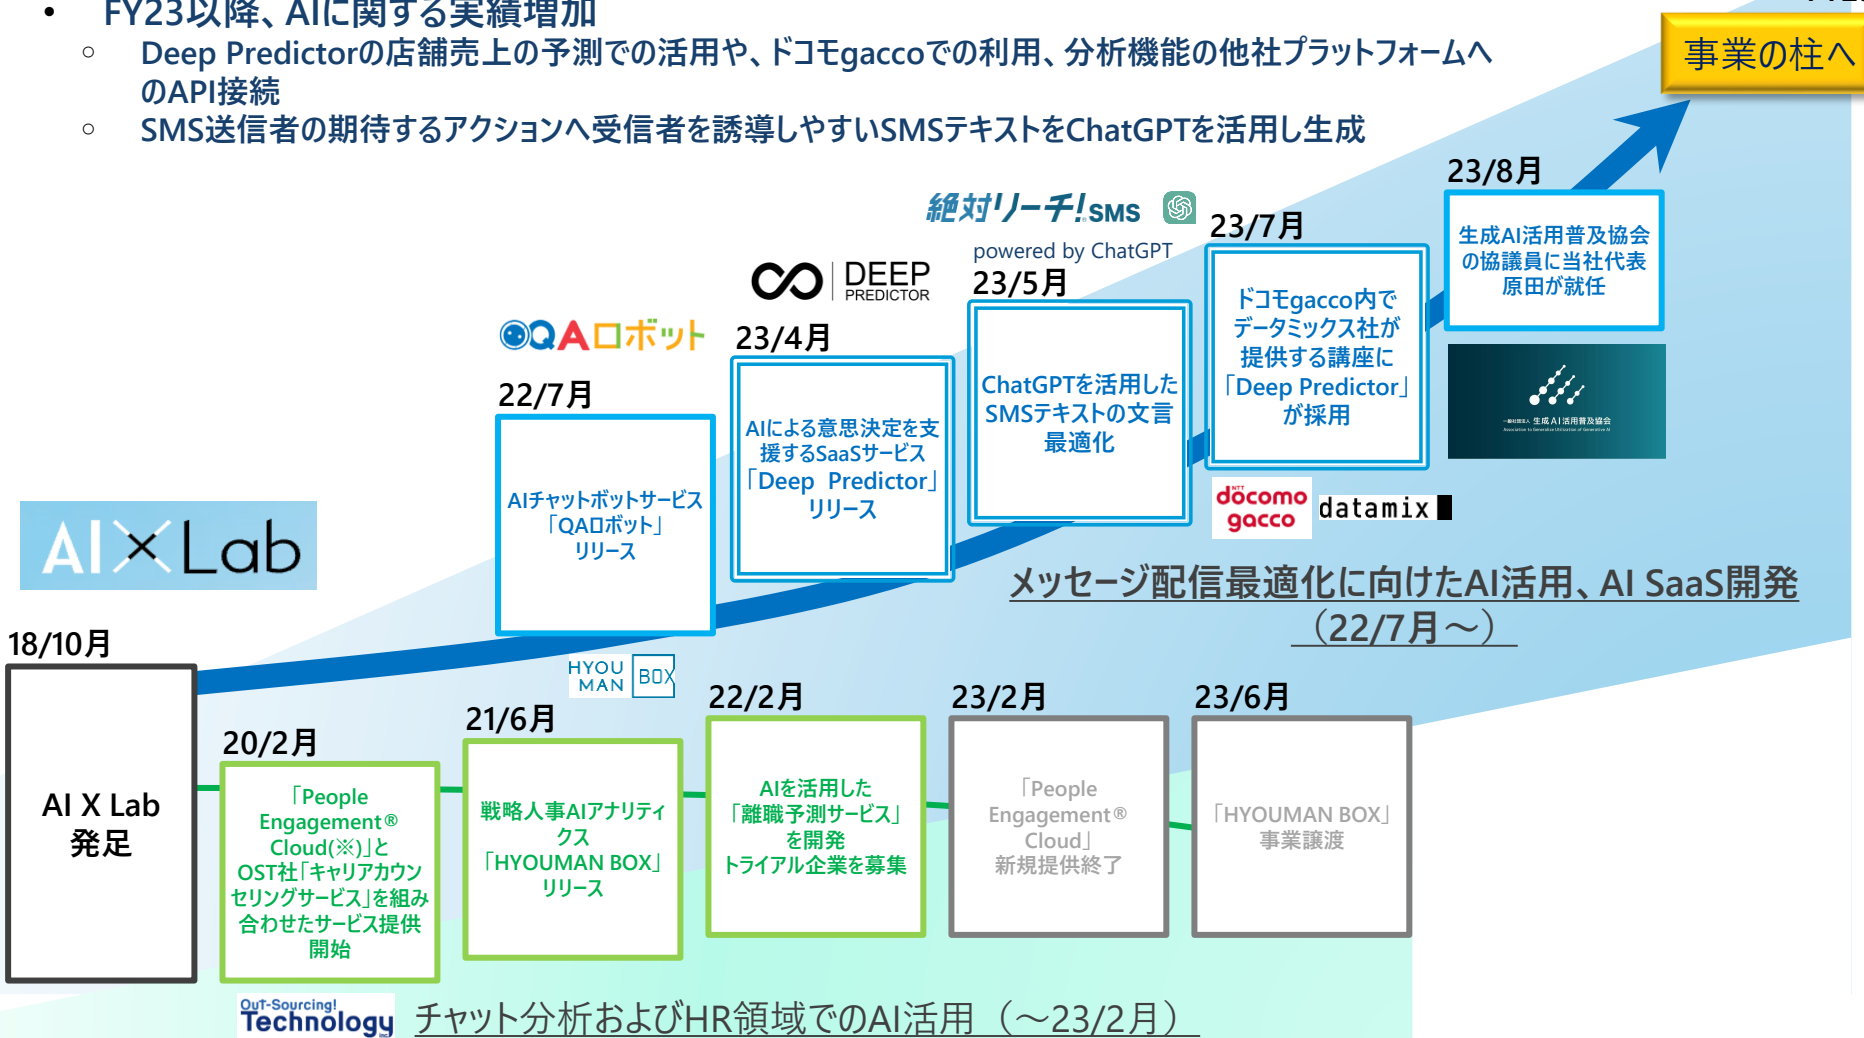 • FY23以降、AIに関する実績増加
○ Deep Predictorの店舗売上の予測での活用や、ドコモgaccoでの利用、分析機能の他社プラットフォームへ
のAPI接続
○ SMS送信者の期待するアクションへ受信者を誘導しやすいSMSテキストをChatGPTを活用し生成
事業の柱へ
23/8月
生成AI活用普及協会
の協議員に当社代表
原田が就任
一般社団法人 生成AI活用普及協会
Association to Generalize Utilization of Generative AI
絶対リーチ!SMS
powered by ChatGPT
23/7月
ドコモgacco内で
データミックス社が
提供する講座に
「Deep Predictor」
が採用
NTT
docomo
gacco
datamix
23/5月
ChatGPTを活用した
SMSテキストの文言
最適化
DEEP
PREDICTOR
23/4月
AIによる意思決定を支
援するSaaSサービス
「Deep Predictor」
リリース
QAロボット
22/7月
AIチャットボットサービス
「QAロボット」
リリース
AI×Lab
メッセージ配信最適化に向けたAI活用、AI SaaS開発
（22/7月～）
18/10月
AI X Lab
発足
20/2月
「People
Engagement®
Cloud(※)」と
OST社「キャリアカウン
セリングサービス」を組み
合わせたサービス提供
開始
HYOU
MAN BOX
21/6月
戦略人事AIアナリティ
クス
「HYOUMAN BOX」
リリース
22/2月
AIを活用した
「離職予測サービス」
を開発
トライアル企業を募集
23/2月
「People
Engagement®
Cloud」
新規提供終了
23/6月
「HYOUMAN BOX」
事業譲渡
OuT-Sourcing!
Technology
チャット分析およびHR領域でのAI活用（～23/2月）